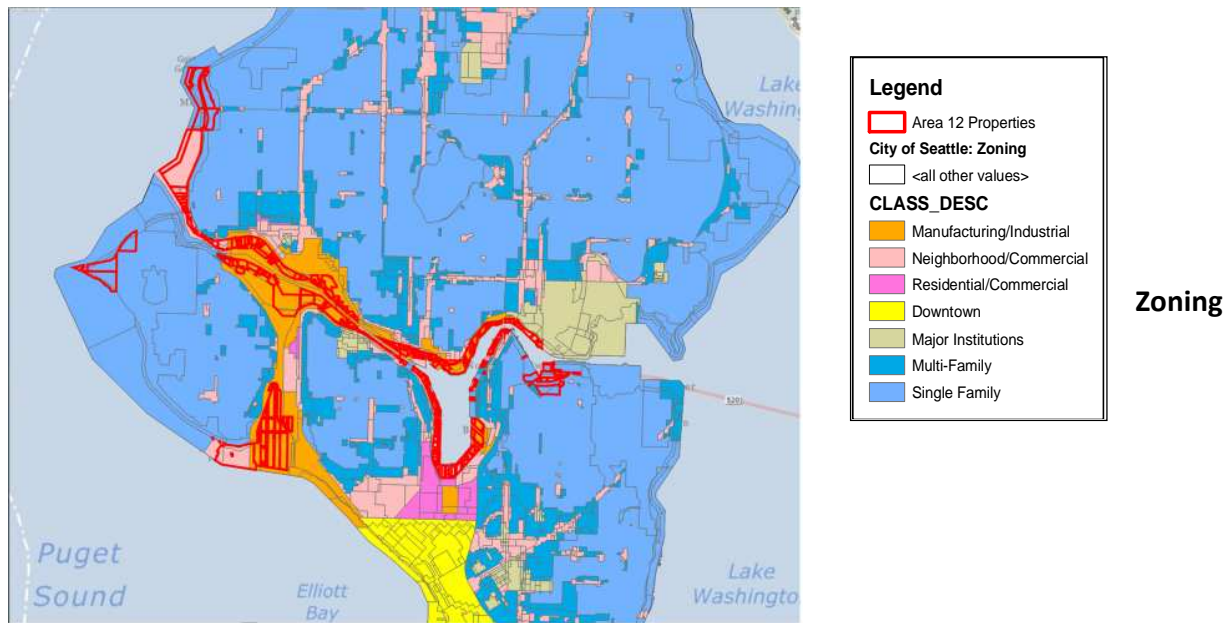 Lake
Washing
Puget
Sound
Elliott
Bay
Lake
Washingto
Legend
Area 12 Properties
City of Seattle: Zoning
<all other values>
CLASS_DESC
Manufacturing/Industrial
Neighborhood/Commercial
Residential/Commercial
Downtown
Major Institutions
Multi-Family
Single Family
Zoning